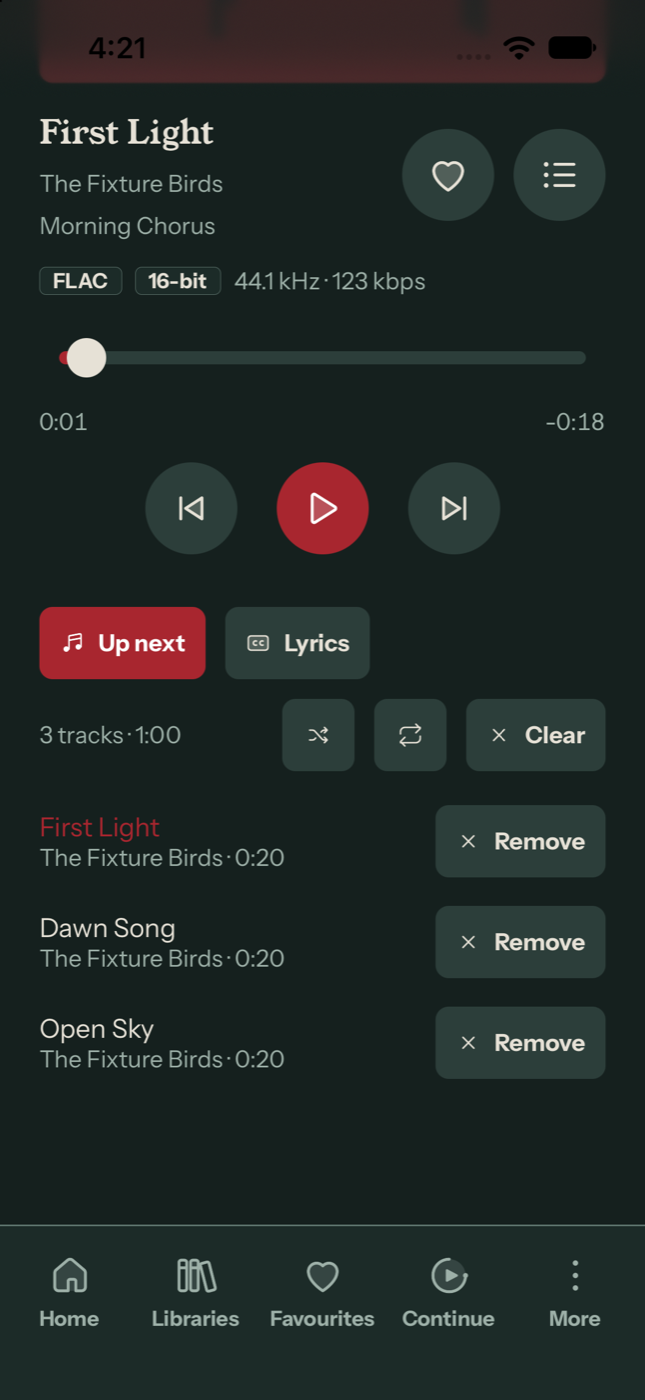 4:21
First Light
The Fixture Birds
Morning Chorus
FLAC 16-bit 44.1 kHz · 123 kbps
0:01 -0:18
Up next Lyrics
3 tracks · 1:00 Clear
First Light
The Fixture Birds · 0:20 Remove
Dawn Song
The Fixture Birds · 0:20 Remove
Open Sky
The Fixture Birds · 0:20 Remove
Home Libraries Favourites Continue More